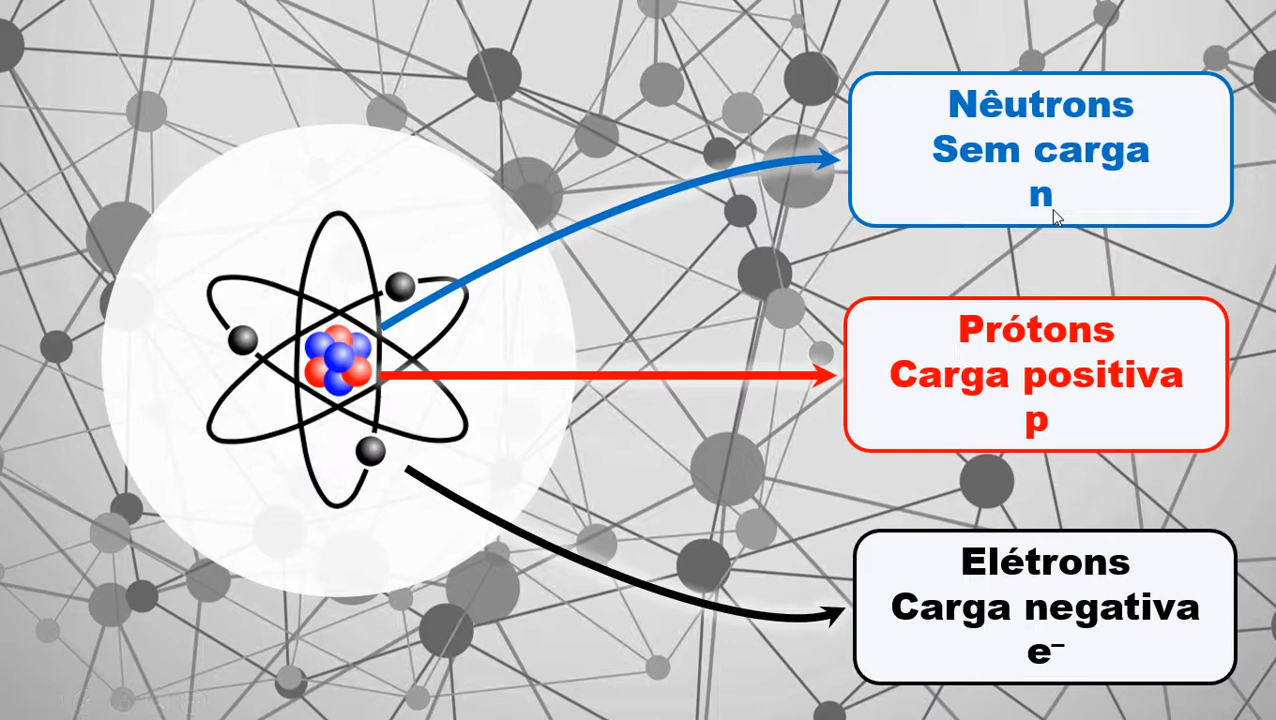 Nêutrons
Sem carga
n
Prótons
Carga positiva
p
Elétrons
Carga negativa
e⁻